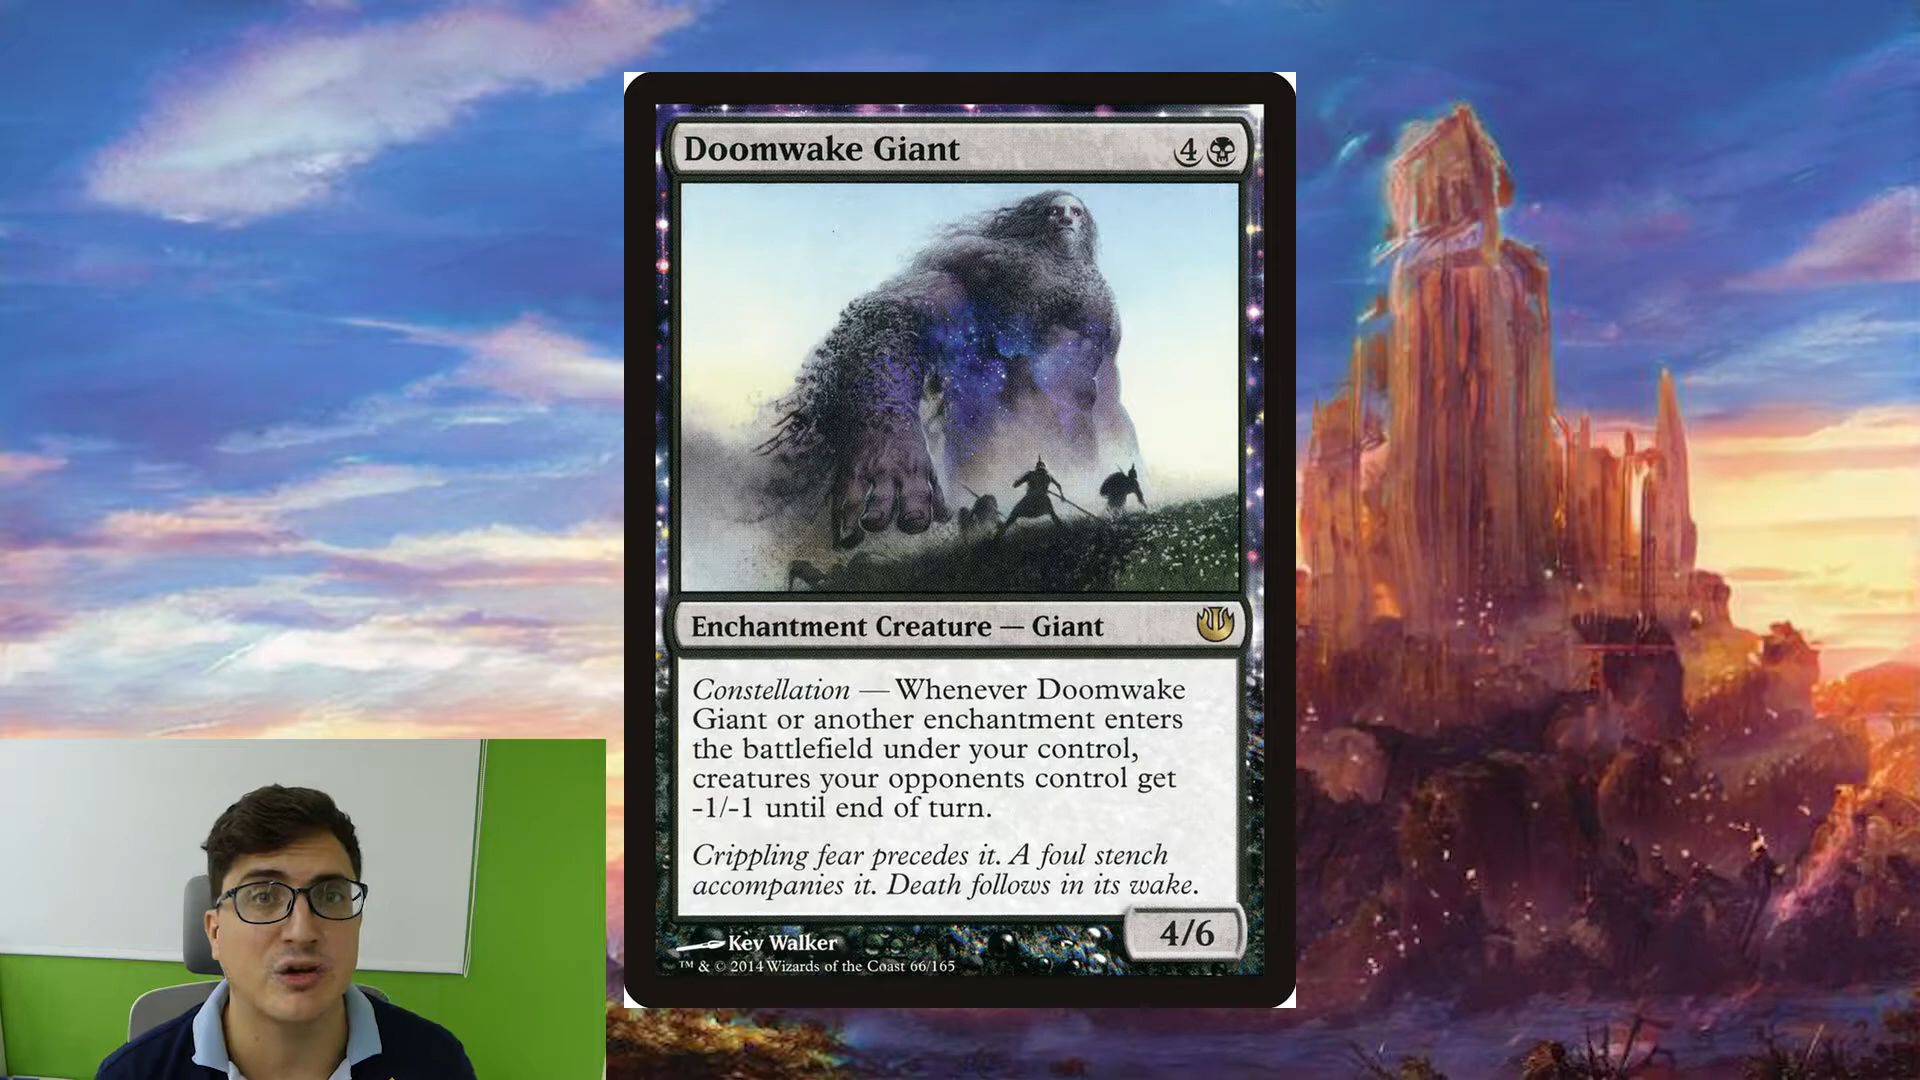 Doomwake Giant 4
Enchantment Creature — Giant
Constellation — Whenever Doomwake
Giant or another enchantment enters
the battlefield under your control,
creatures your opponents control get
-1/-1 until end of turn.
Crippling fear precedes it. A foul stench
accompanies it. Death follows in its wake.
4/6
Kev Walker
™ & © 2014 Wizards of the Coast 66/165